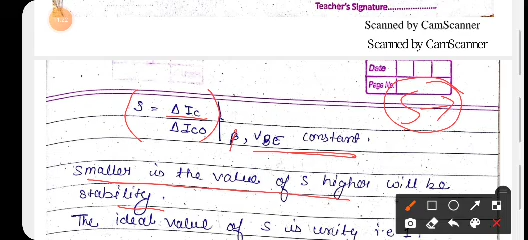 Teacher's Signature....................
Scanned by CamScanner
Scanned by CamScanner
Date
Page No.
S = ΔIc
ΔIco | β, VBE constant.
Smaller is the value of S higher will be
stability.
The ideal value of S is unity i.e 1.